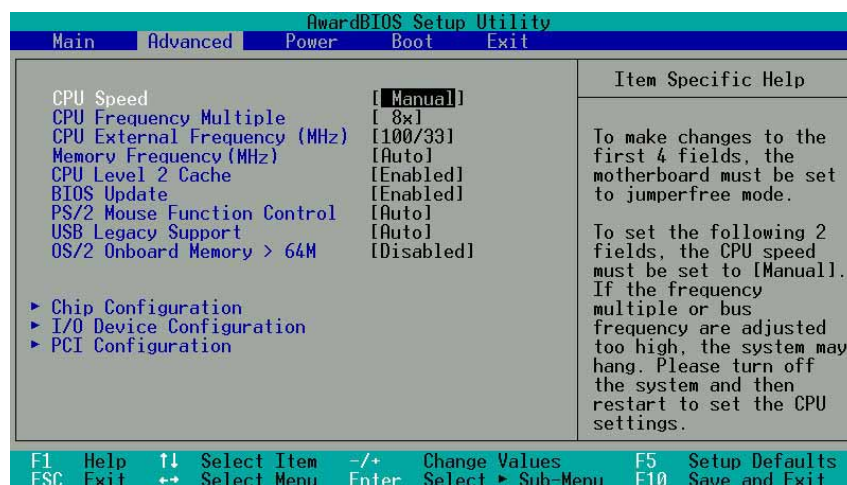 AwardBIOS Setup Utility
Main Advanced Power Boot Exit
CPU Speed [ Manual]
CPU Frequency Multiple [ 8x]
CPU External Frequency (MHz) [100/33]
Memory Frequency(MHz) [Auto]
CPU Level 2 Cache [Enabled]
BIOS Update [Enabled]
PS/2 Mouse Function Control [Auto]
USB Legacy Support [Auto]
OS/2 Onboard Memory > 64M [Disabled]
► Chip Configuration
► I/O Device Configuration
► PCI Configuration
Item Specific Help
To make changes to the
first 4 fields, the
motherboard must be set
to jumperfree mode.
To set the following 2
fields, the CPU speed
must be set to [Manual].
If the frequency
multiple or bus
frequency are adjusted
too high, the system may
hang. Please turn off
the system and then
restart to set the CPU
settings.
F1 Help ↑↓ Select Item -/+ Change Values F5 Setup Defaults
ESC Exit ←→ Select Menu Enter Select ► Sub-Menu F10 Save and Exit